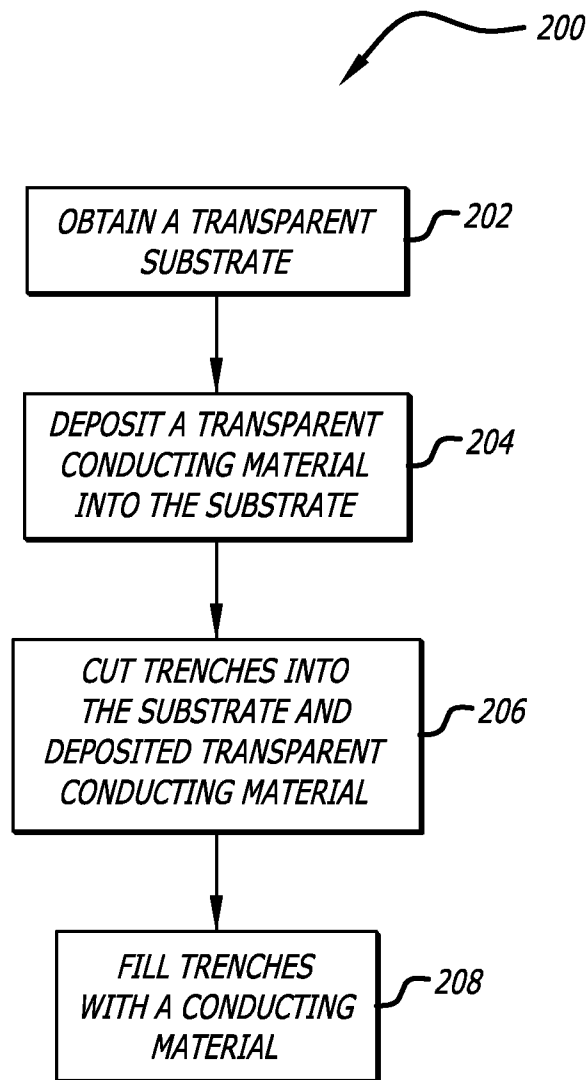 200
OBTAIN A TRANSPARENT
SUBSTRATE
202
DEPOSIT A TRANSPARENT
CONDUCTING MATERIAL
INTO THE SUBSTRATE
204
CUT TRENCHES INTO
THE SUBSTRATE AND
DEPOSITED TRANSPARENT
CONDUCTING MATERIAL
206
FILL TRENCHES
WITH A CONDUCTING
MATERIAL
208